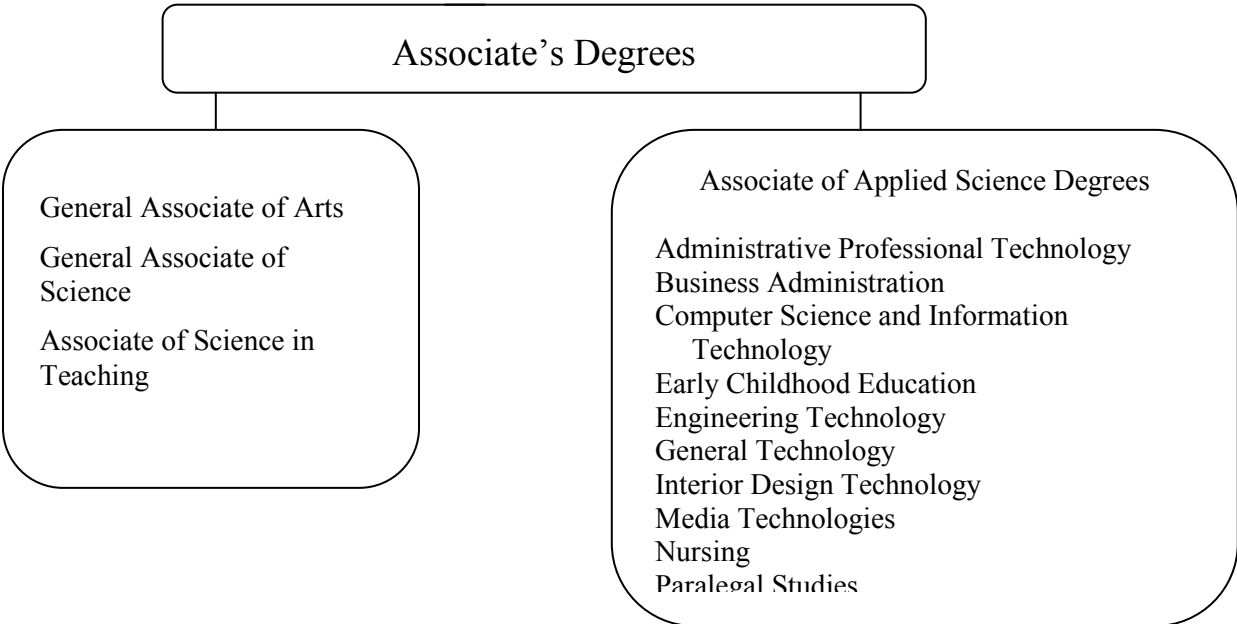 Associate’s Degrees
General Associate of Arts
General Associate of
Science
Associate of Science in
Teaching
Associate of Applied Science Degrees
Administrative Professional Technology
Business Administration
Computer Science and Information
Technology
Early Childhood Education
Engineering Technology
General Technology
Interior Design Technology
Media Technologies
Nursing
Paralegal Studies